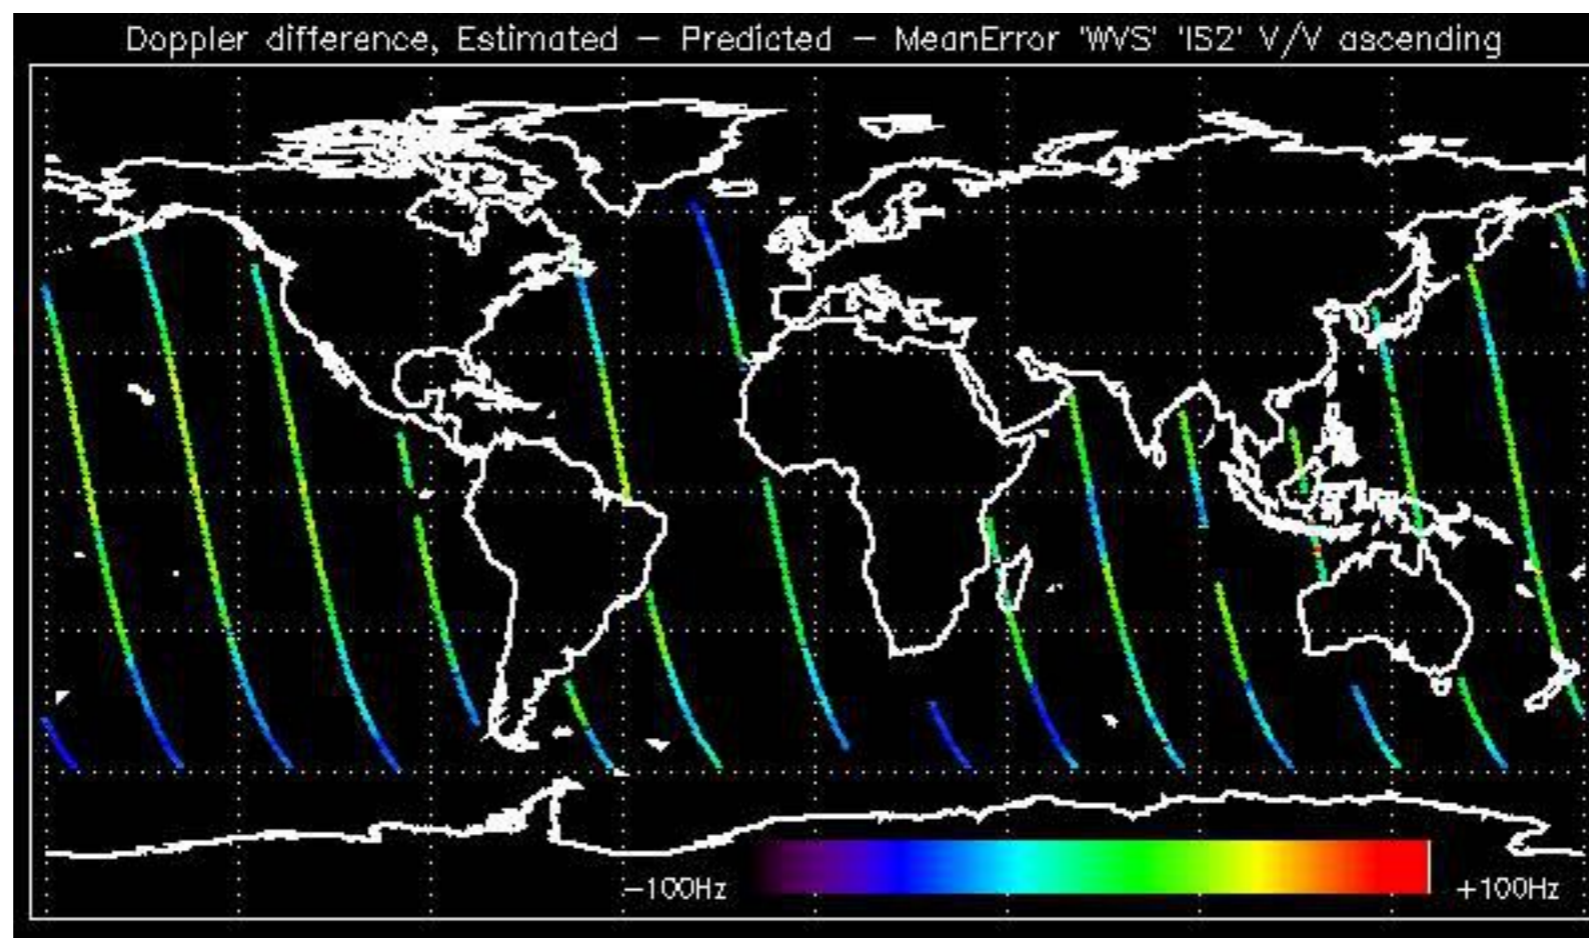 Doppler difference, Estimated – Predicted – MeanError 'WVS' 'IS2' V/V ascending
–100Hz
+100Hz